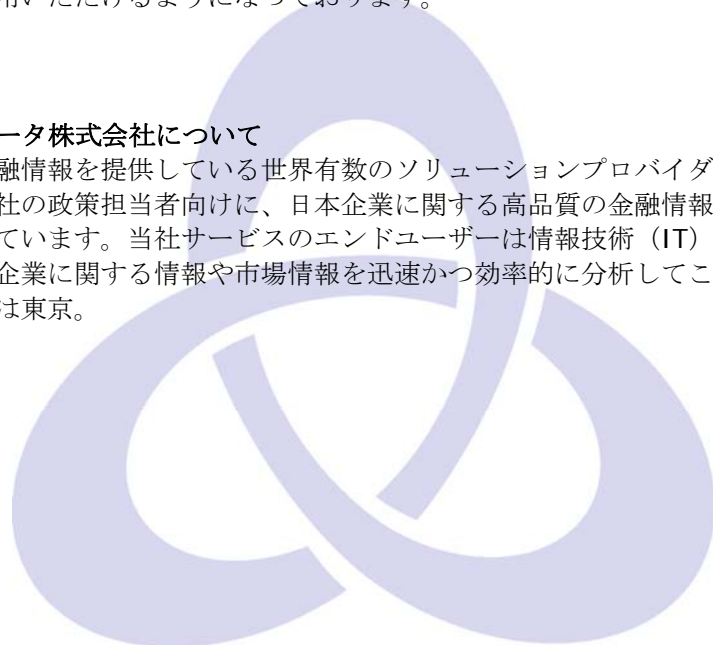 用いただけるようになっております。
ータ株式会社について
融情報を提供している世界有数のソリューションプロバイダ
社の政策担当者向けに、日本企業に関する高品質の金融情報
ています。当社サービスのエンドユーザーは情報技術（IT）
企業に関する情報や市場情報を迅速かつ効率的に分析してこ
は東京。